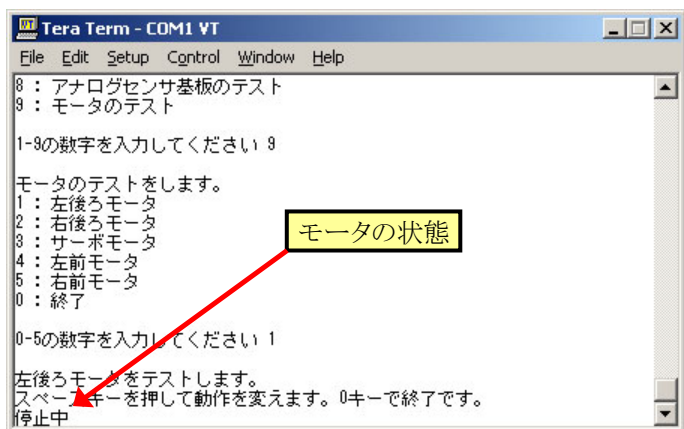 Tera Term - COM1 VT
File Edit Setup Control Window Help
8 : アナログセンサ基板のテスト
9 : モータのテスト
1-9の数字を入力してください 9
モータのテストをします。
1 : 左後ろモータ
2 : 右後ろモータ
3 : サーボモータ
4 : 左前モータ
5 : 右前モータ
0 : 終了
モータの状態
0-5の数字を入力してください 1
左後ろモータをテストします。
スペースキーを押して動作を変えます。0キーで終了です。
停止中